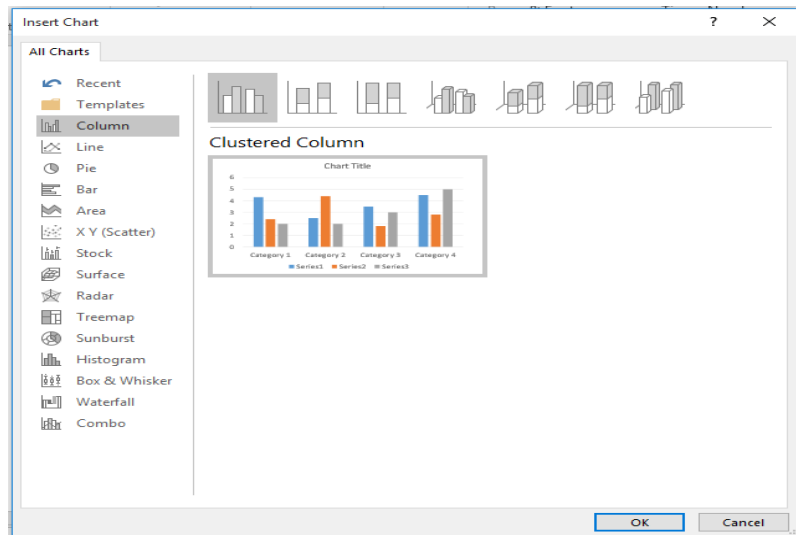 Insert Chart
? ×
All Charts
Recent
Templates
Column
Line
Pie
Bar
Area
X Y (Scatter)
Stock
Surface
Radar
Treemap
Sunburst
Histogram
Box & Whisker
Waterfall
Combo
Clustered Column
Chart Title
6
5
4
3
2
1
0
Category 1 Category 2 Category 3 Category 4
Series1 Series2 Series3
OK Cancel